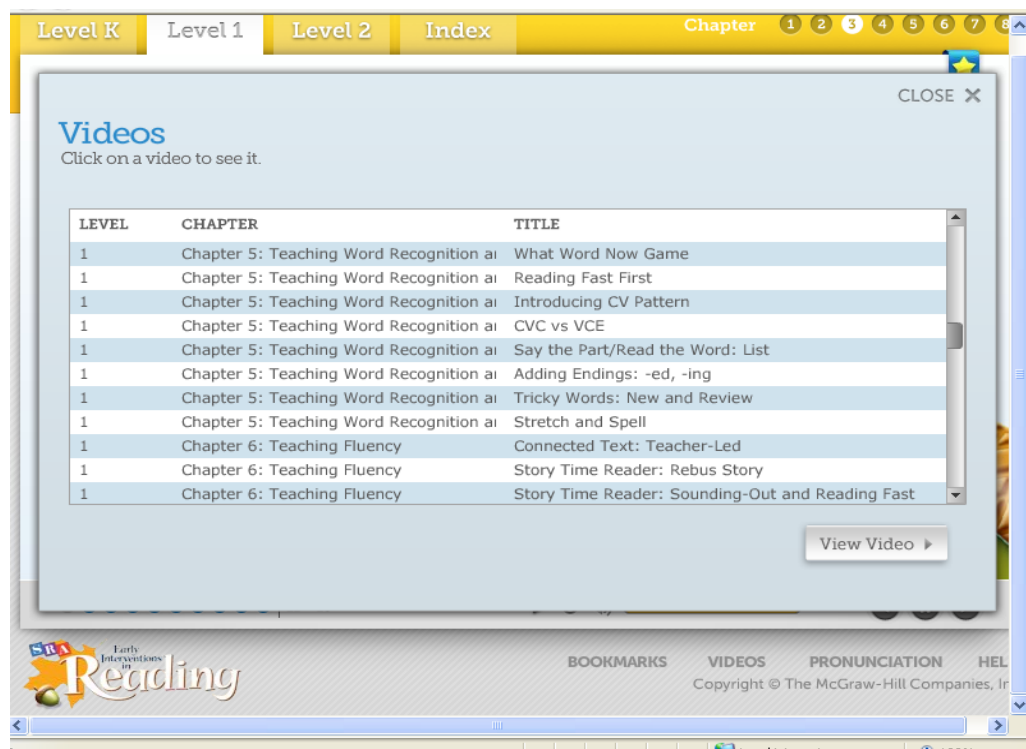 Level K Level 1 Level 2 Index Chapter 1 2 3 4 5 6 7 8
CLOSE X
Videos
Click on a video to see it.
LEVEL CHAPTER TITLE
1 Chapter 5: Teaching Word Recognition a What Word Now Game
1 Chapter 5: Teaching Word Recognition a Reading Fast First
1 Chapter 5: Teaching Word Recognition a Introducing CV Pattern
1 Chapter 5: Teaching Word Recognition a CVC vs VCE
1 Chapter 5: Teaching Word Recognition a Say the Part/Read the Word: List
1 Chapter 5: Teaching Word Recognition a Adding Endings: -ed, -ing
1 Chapter 5: Teaching Word Recognition a Tricky Words: New and Review
1 Chapter 5: Teaching Word Recognition a Stretch and Spell
1 Chapter 6: Teaching Fluency Connected Text: Teacher-Led
1 Chapter 6: Teaching Fluency Story Time Reader: Rebus Story
1 Chapter 6: Teaching Fluency Story Time Reader: Sounding-Out and Reading Fast
View Video
SRA Early
Interventions
in
Reading
BOOKMARKS VIDEOS PRONUNCIATION HEL
Copyright © The McGraw-Hill Companies, Ir